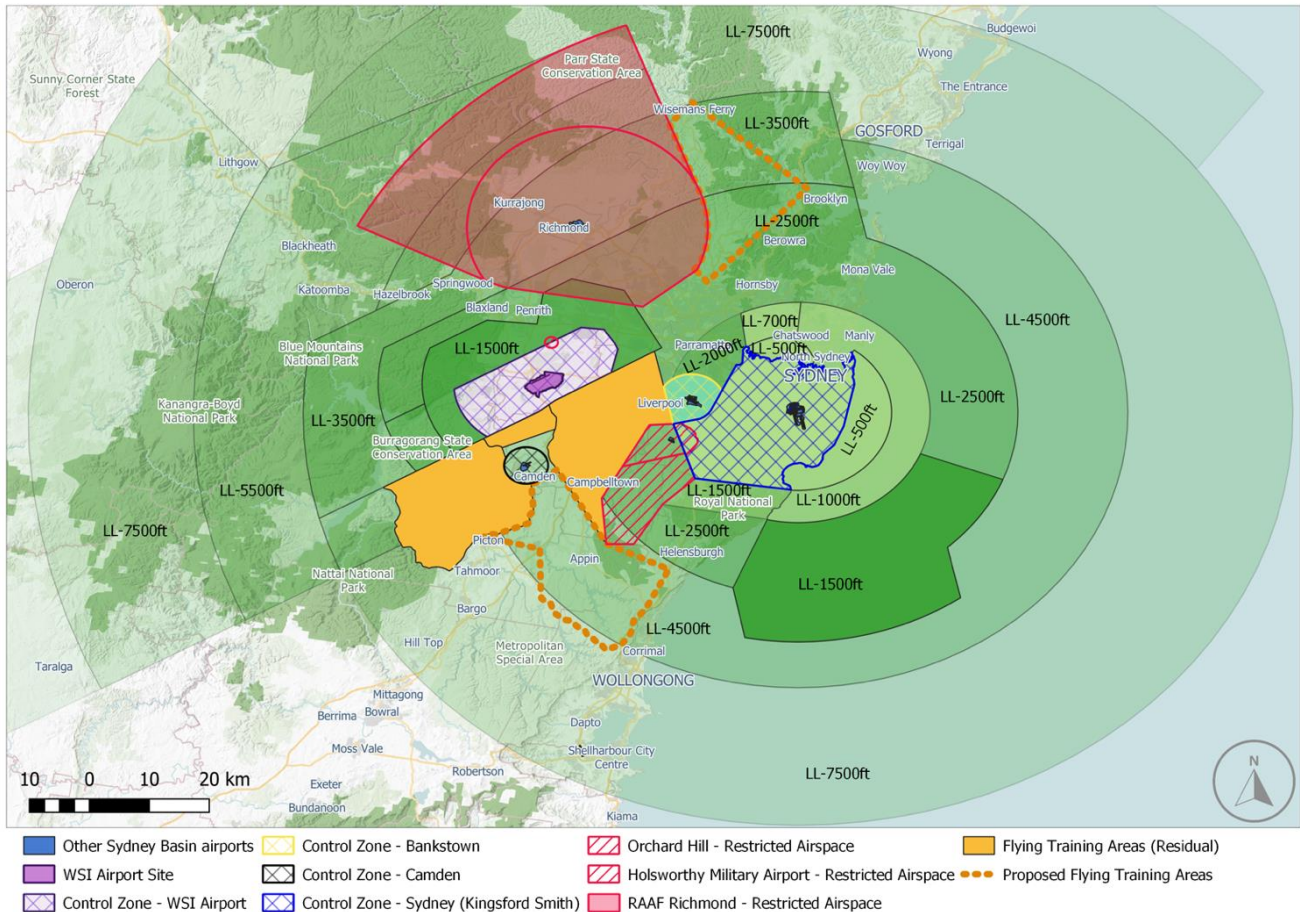 LL-7500ft
Budgewoi
Parr State
Conservation Area
Wyong
Sunny Corner State
Forest
The Entrance
Wisemans Ferry
LL-3500ft
GOSFORD
Terrigal
Lithgow
Woy Woy
Kurrajong
Brooklyn
Richmond
LL-2500ft
Berowra
Blackheath
Mona Vale
Oberon
Katoomba
Hazelbrook
Springwood
Hornsby
Blaxland
Penrith
LL-4500ft
LL-700ft
Chatswood
Manly
Parramatta
LL-2000ft
LL-500ft
North Sydney
SYDNEY
Blue Mountains
National Park
LL-1500ft
Kanangra-Boyd
National Park
Liverpool
LL-2500ft
LL-3500ft
LL-500ft
Burragorang State
Conservation Area
Camden
Campbelltown
LL-5500ft
LL-1500ft
Royal National
Park
LL-1000ft
LL-7500ft
LL-2500ft
Picton
Helensburgh
Appin
Nattai National
Park
Tahmoor
LL-1500ft
Bargo
LL-4500ft
Hill Top
Metropolitan
Special Area
Corrimal
Taralga
WOLLONGONG
Mittagong
Berrima
Bowral
Dapto
Moss Vale
Shellharbour City
Centre
Robertson
LL-7500ft
Exeter
Bundanoon
Kiama
10 0 10 20 km
N
Other Sydney Basin airports
WSI Airport Site
Control Zone - WSI Airport
Control Zone - Bankstown
Control Zone - Camden
Control Zone - Sydney (Kingsford Smith)
Orchard Hill - Restricted Airspace
Holsworthy Military Airport - Restricted Airspace
RAAF Richmond - Restricted Airspace
Flying Training Areas (Residual)
Proposed Flying Training Areas